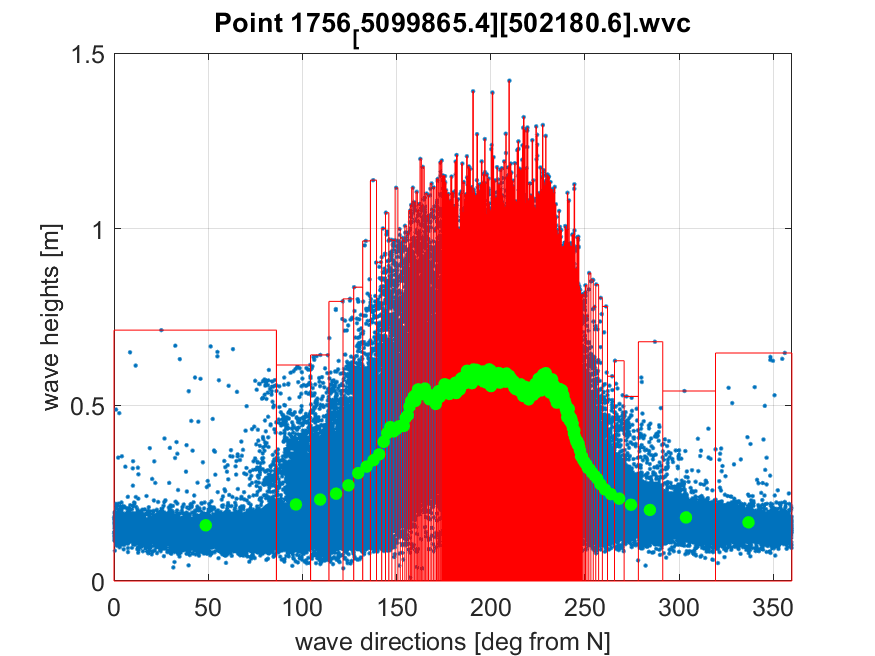 Point 1756[5099865.4][502180.6].wvc
1.5
1
0.5
0
wave heights [m]
0 50 100 150 200 250 300 350
wave directions [deg from N]